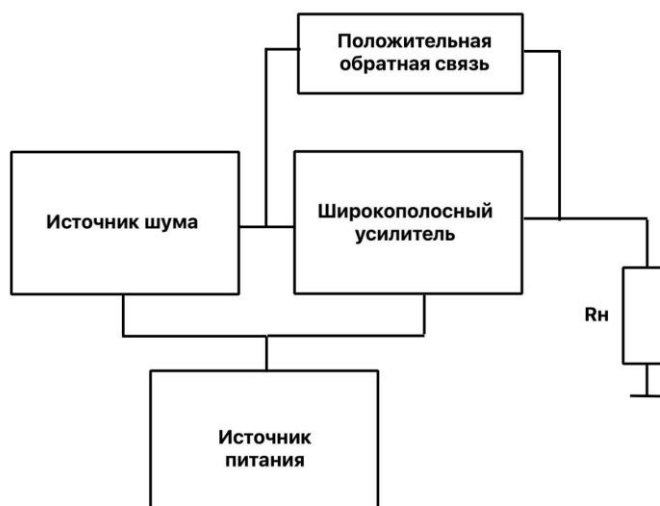 Положительная
обратная связь
Источник шума
Широкополосный
усилитель
Rн
Источник
питания